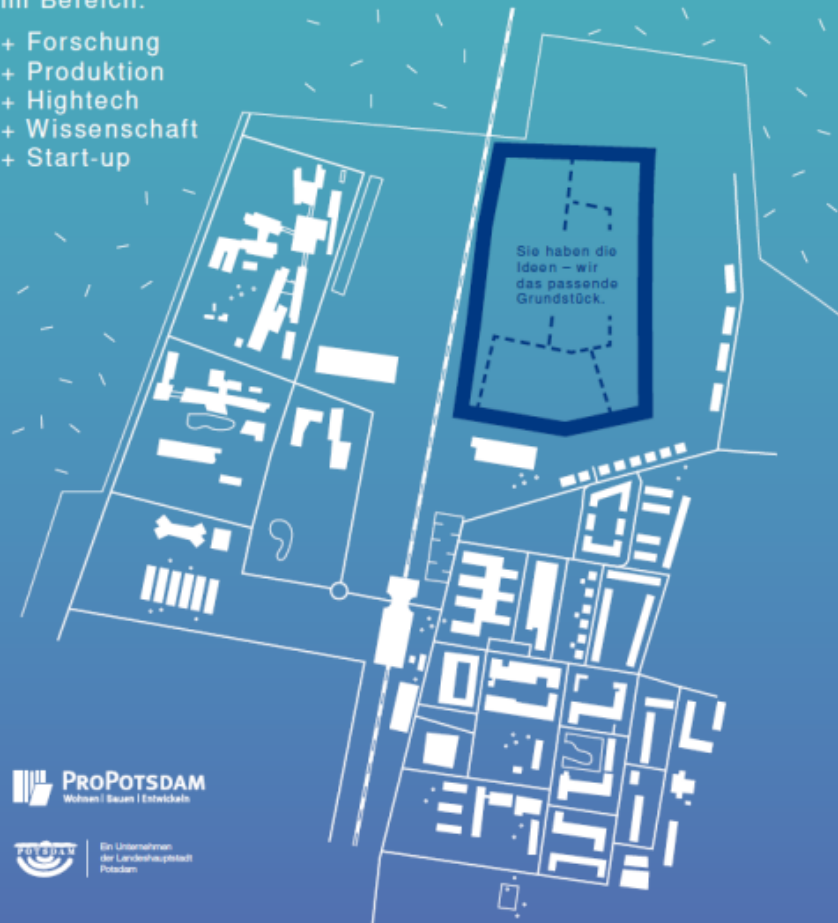 im Bereich:
+ Forschung
+ Produktion
+ Hightech
+ Wissenschaft
+ Start-up
Sie haben die
Ideen – wir
das passende
Grundstück.
PROPOTSDAM
Wohnen | Bauen | Entwickeln
POTSDAM
Ein Unternehmen
der Landeshauptstadt
Potsdam